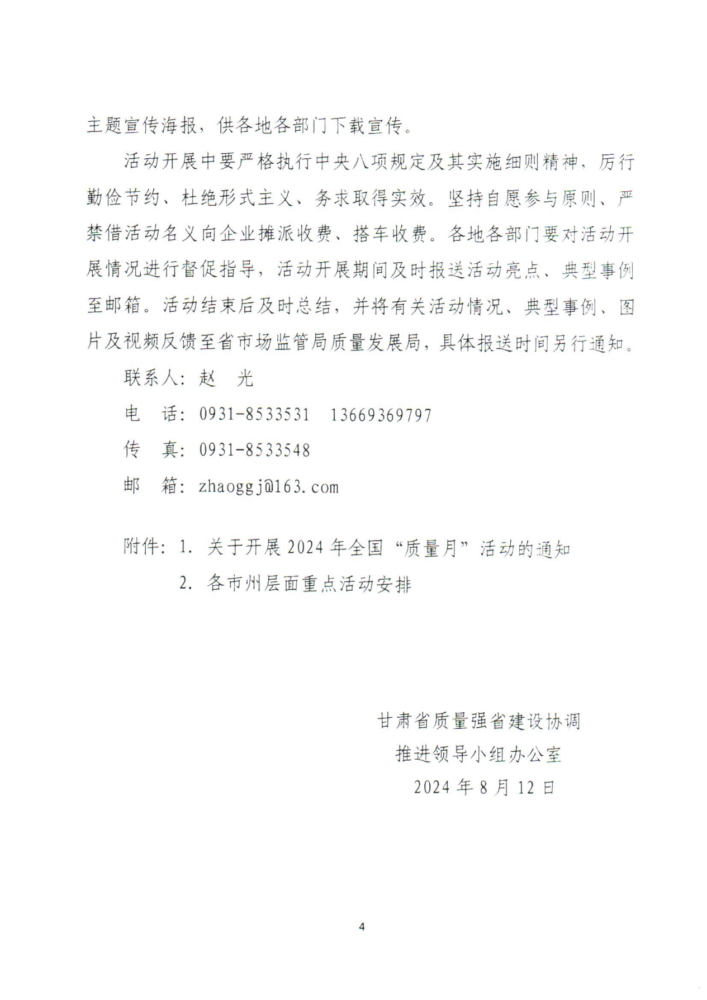 主题宣传海报，供各地各部门下载宣传。
活动开展中要严格执行中央八项规定及其实施细则精神，厉行
勤俭节约、杜绝形式主义、务求取得实效。坚持自愿参与原则、严
禁借活动名义向企业摊派收费、搭车收费。各地各部门要对活动开
展情况进行督促指导，活动开展期间及时报送活动亮点、典型事例
至邮箱。活动结束后及时总结，并将有关活动情况、典型事例、图
片及视频反馈至省市场监管局质量发展局，具体报送时间另行通知。
联系人：赵　光
电　话：0931-8533531　13669369797
传　真：0931-8533548
邮　箱：zhaoggj@163.com
附件：1. 关于开展 2024 年全国“质量月”活动的通知
2. 各市州层面重点活动安排
甘肃省质量强省建设协调
推进领导小组办公室
2024 年 8 月 12 日
4